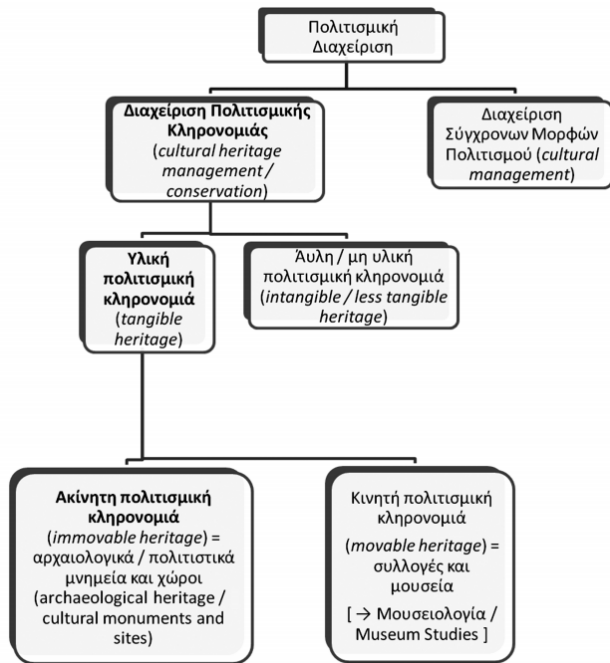 Πολιτισμική
Διαχείριση
Διαχείριση Πολιτισμικής
Κληρονομιάς
(cultural heritage
management /
conservation)
Διαχείριση
Σύγχρονων Μορφών
Πολιτισμού (cultural
management)
Υλική
πολιτισμική
κληρονομιά
(tangible
heritage)
Άυλη / μη υλική
πολιτισμική κληρονομιά
(intangible / less tangible
heritage)
Ακίνητη πολιτισμική
κληρονομιά
(immovable heritage) =
αρχαιολογικά / πολιτιστικά
μνημεία και χώροι
(archaeological heritage /
cultural monuments and
sites)
Κινητή πολιτισμική
κληρονομιά
(movable heritage) =
συλλογές και
μουσεία
[ → Μουσειολογία /
Museum Studies ]